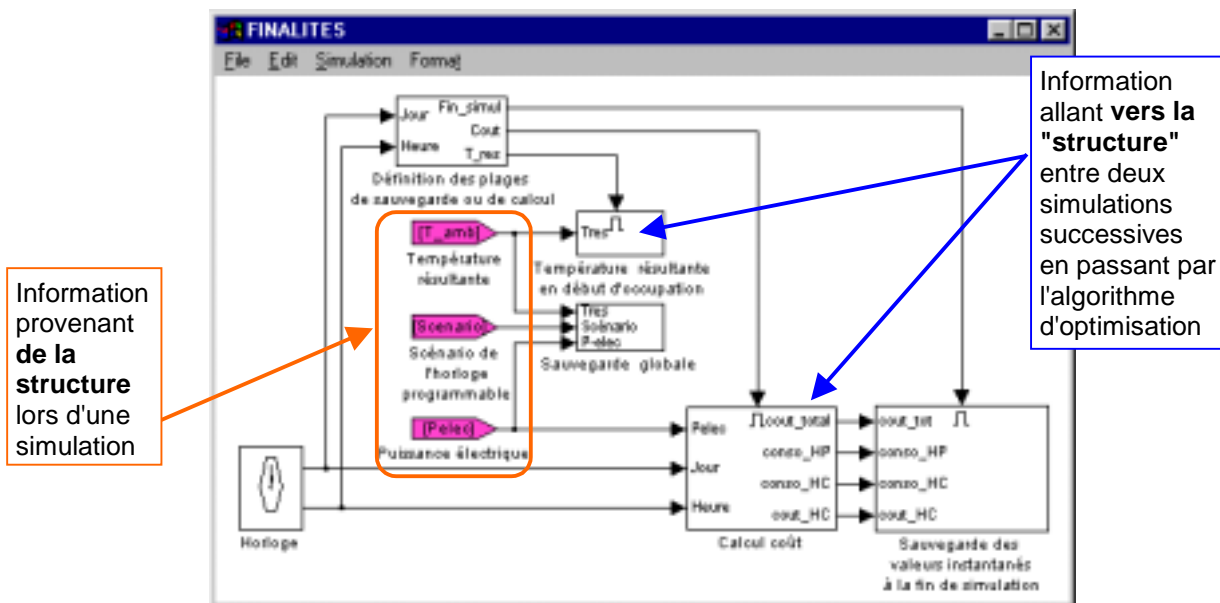 FINALITES
File Edit Simulation Format
Information
allant vers la
"structure"
entre deux
simulations
successives
en passant par
l'algorithme
d'optimisation
Jour
Heure
Fin_simul
Cout
T_res
Définition des plages
de sauvegarde ou de calcul
[T_amb]
Température
résultante
Tres
Température résultante
en début d'occupation
Information
provenant
de la
structure
lors d'une
simulation
[Scenario]
Scénario de
l'horloge
programmable
Tres
Scénario
P-elec
Sauvegarde globale
[Pelec]
Puissance électrique
Horloge
Pelec
Jour
Heure
cout_total
conso_HP
conso_HC
cout_HC
Calcul coût
cout_tot
conso_HP
conso_HC
cout_HC
Sauvegarde des
valeurs instantanés
à la fin de simulation